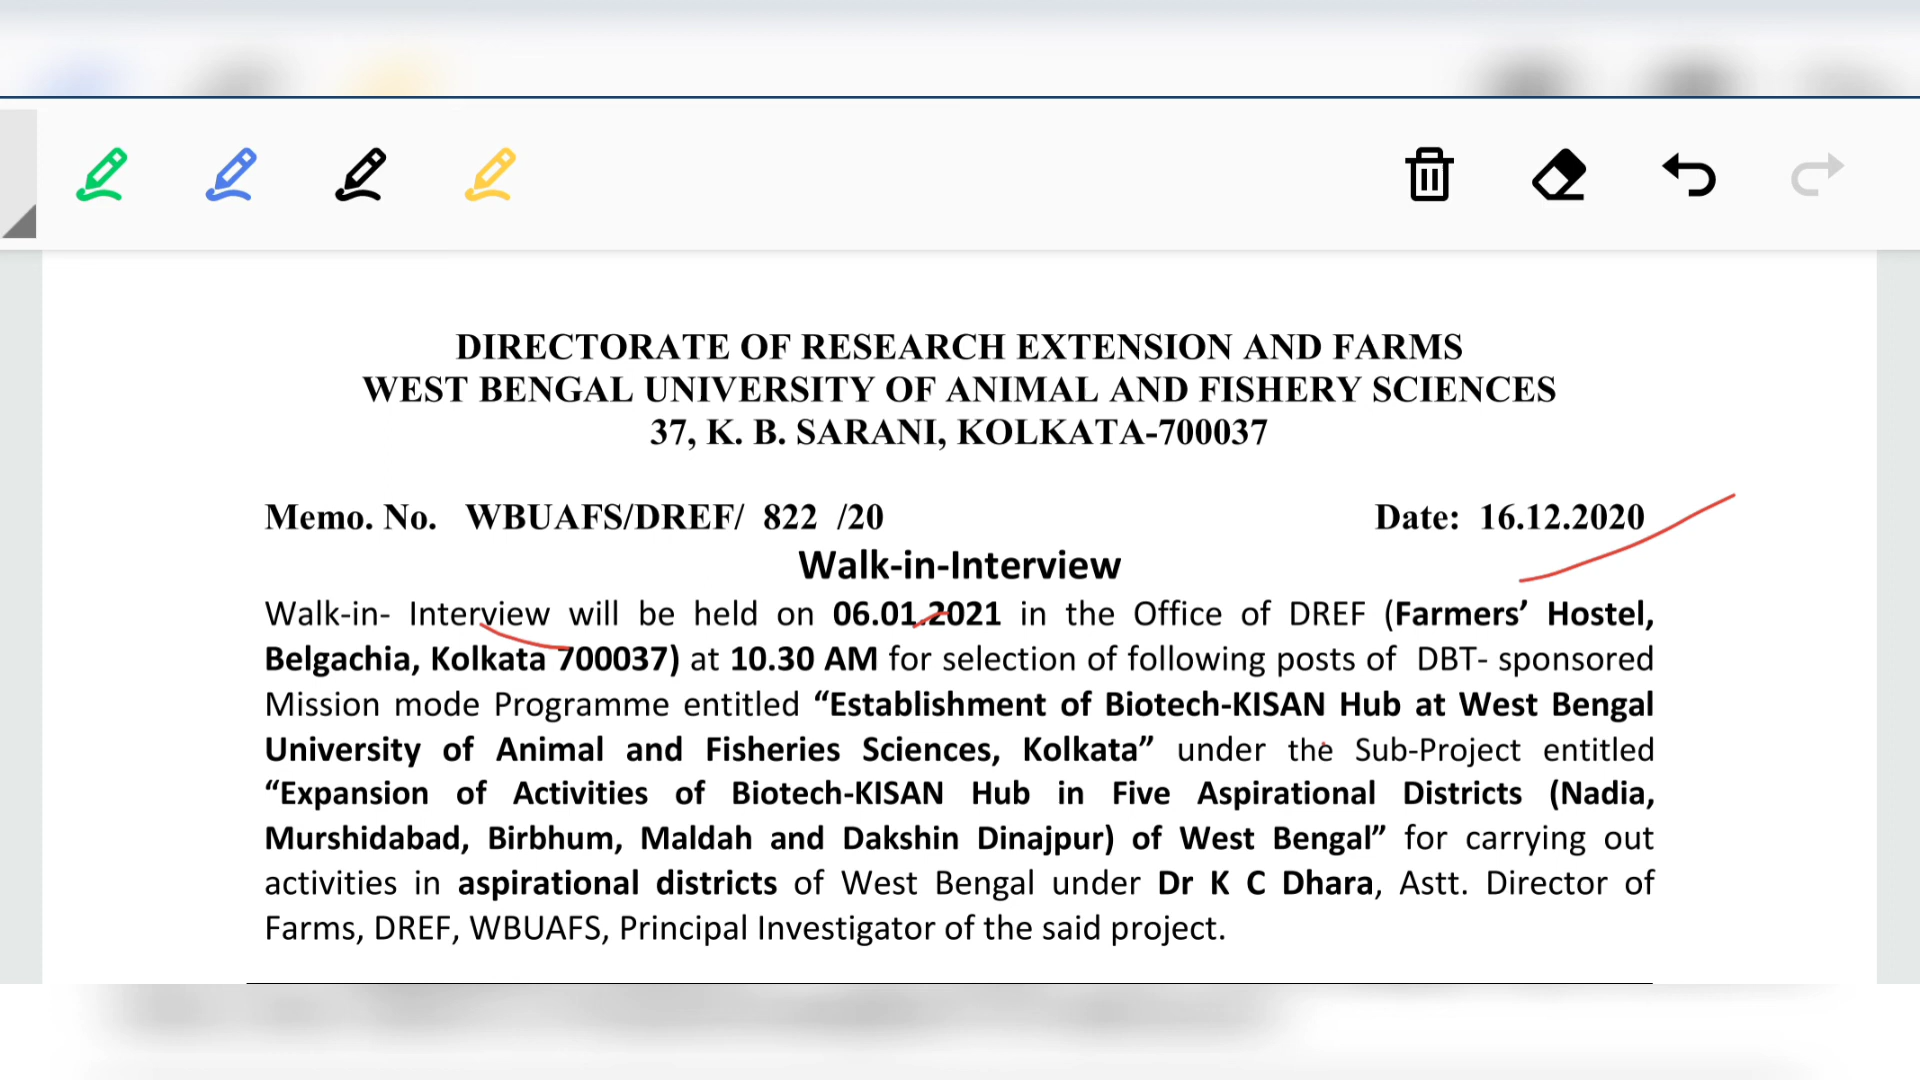 DIRECTORATE OF RESEARCH EXTENSION AND FARMS
WEST BENGAL UNIVERSITY OF ANIMAL AND FISHERY SCIENCES
37, K. B. SARANI, KOLKATA-700037
Memo. No. WBUAFS/DREF/ 822 /20 Date: 16.12.2020
Walk-in-Interview
Walk-in- Interview will be held on 06.01.2021 in the Office of DREF (Farmers’ Hostel,
Belgachia, Kolkata 700037) at 10.30 AM for selection of following posts of DBT- sponsored
Mission mode Programme entitled “Establishment of Biotech-KISAN Hub at West Bengal
University of Animal and Fisheries Sciences, Kolkata” under the Sub-Project entitled
“Expansion of Activities of Biotech-KISAN Hub in Five Aspirational Districts (Nadia,
Murshidabad, Birbhum, Maldah and Dakshin Dinajpur) of West Bengal” for carrying out
activities in aspirational districts of West Bengal under Dr K C Dhara, Astt. Director of
Farms, DREF, WBUAFS, Principal Investigator of the said project.